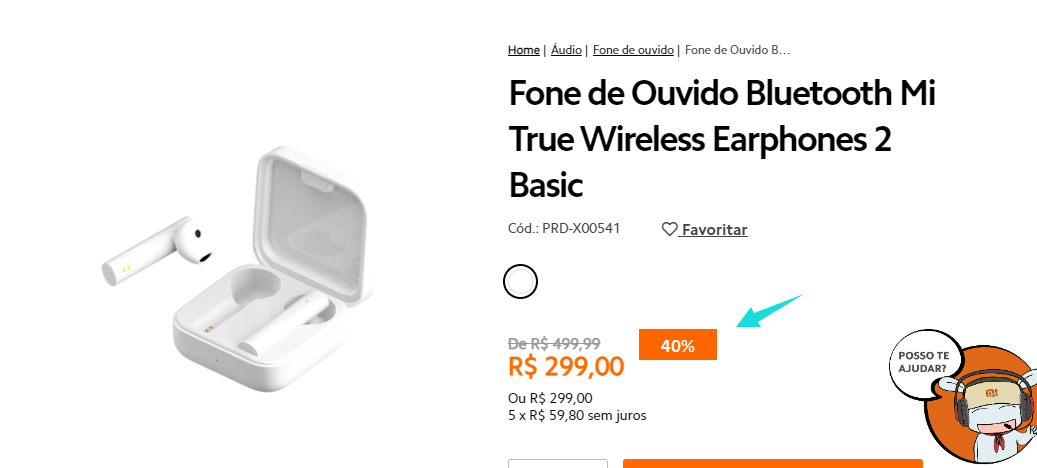 Home | Áudio | Fone de ouvido | Fone de Ouvido B...
Fone de Ouvido Bluetooth Mi
True Wireless Earphones 2
Basic
Cód.: PRD-X00541 Favoritar
De R$ 499,99
40%
R$ 299,00
Ou R$ 299,00
5 x R$ 59,80 sem juros
POSSO TE
AJUDAR?
mi